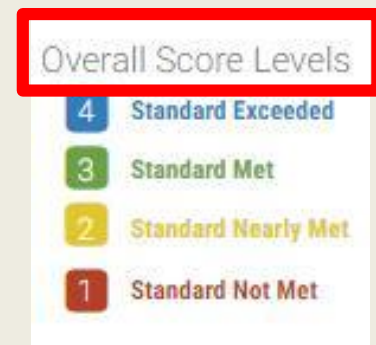 Overall Score Levels
4 Standard Exceeded
3 Standard Met
2 Standard Nearly Met
1 Standard Not Met